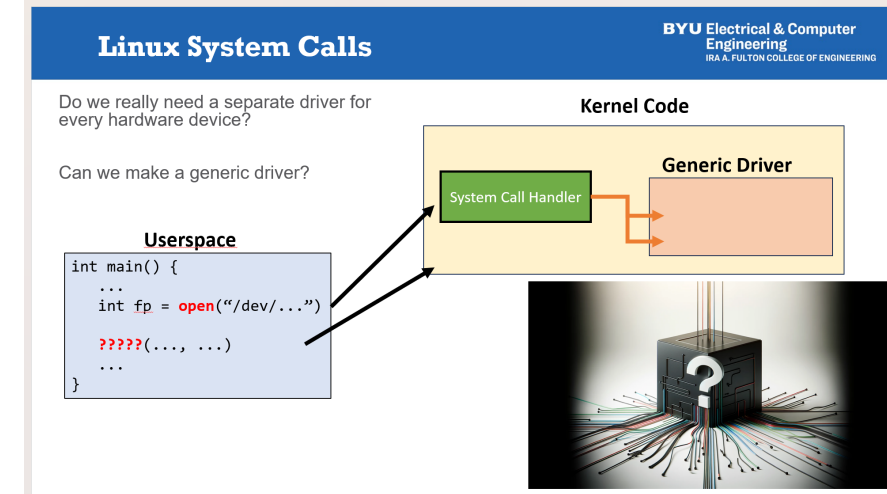 Linux System Calls
BYU Electrical & Computer
Engineering
IRA A. FULTON COLLEGE OF ENGINEERING
Do we really need a separate driver for
every hardware device?
Can we make a generic driver?
Kernel Code
Generic Driver
System Call Handler
Userspace
int main() {
...
int fp = open(“/dev/...”)
?????(..., ...)
...
}
?